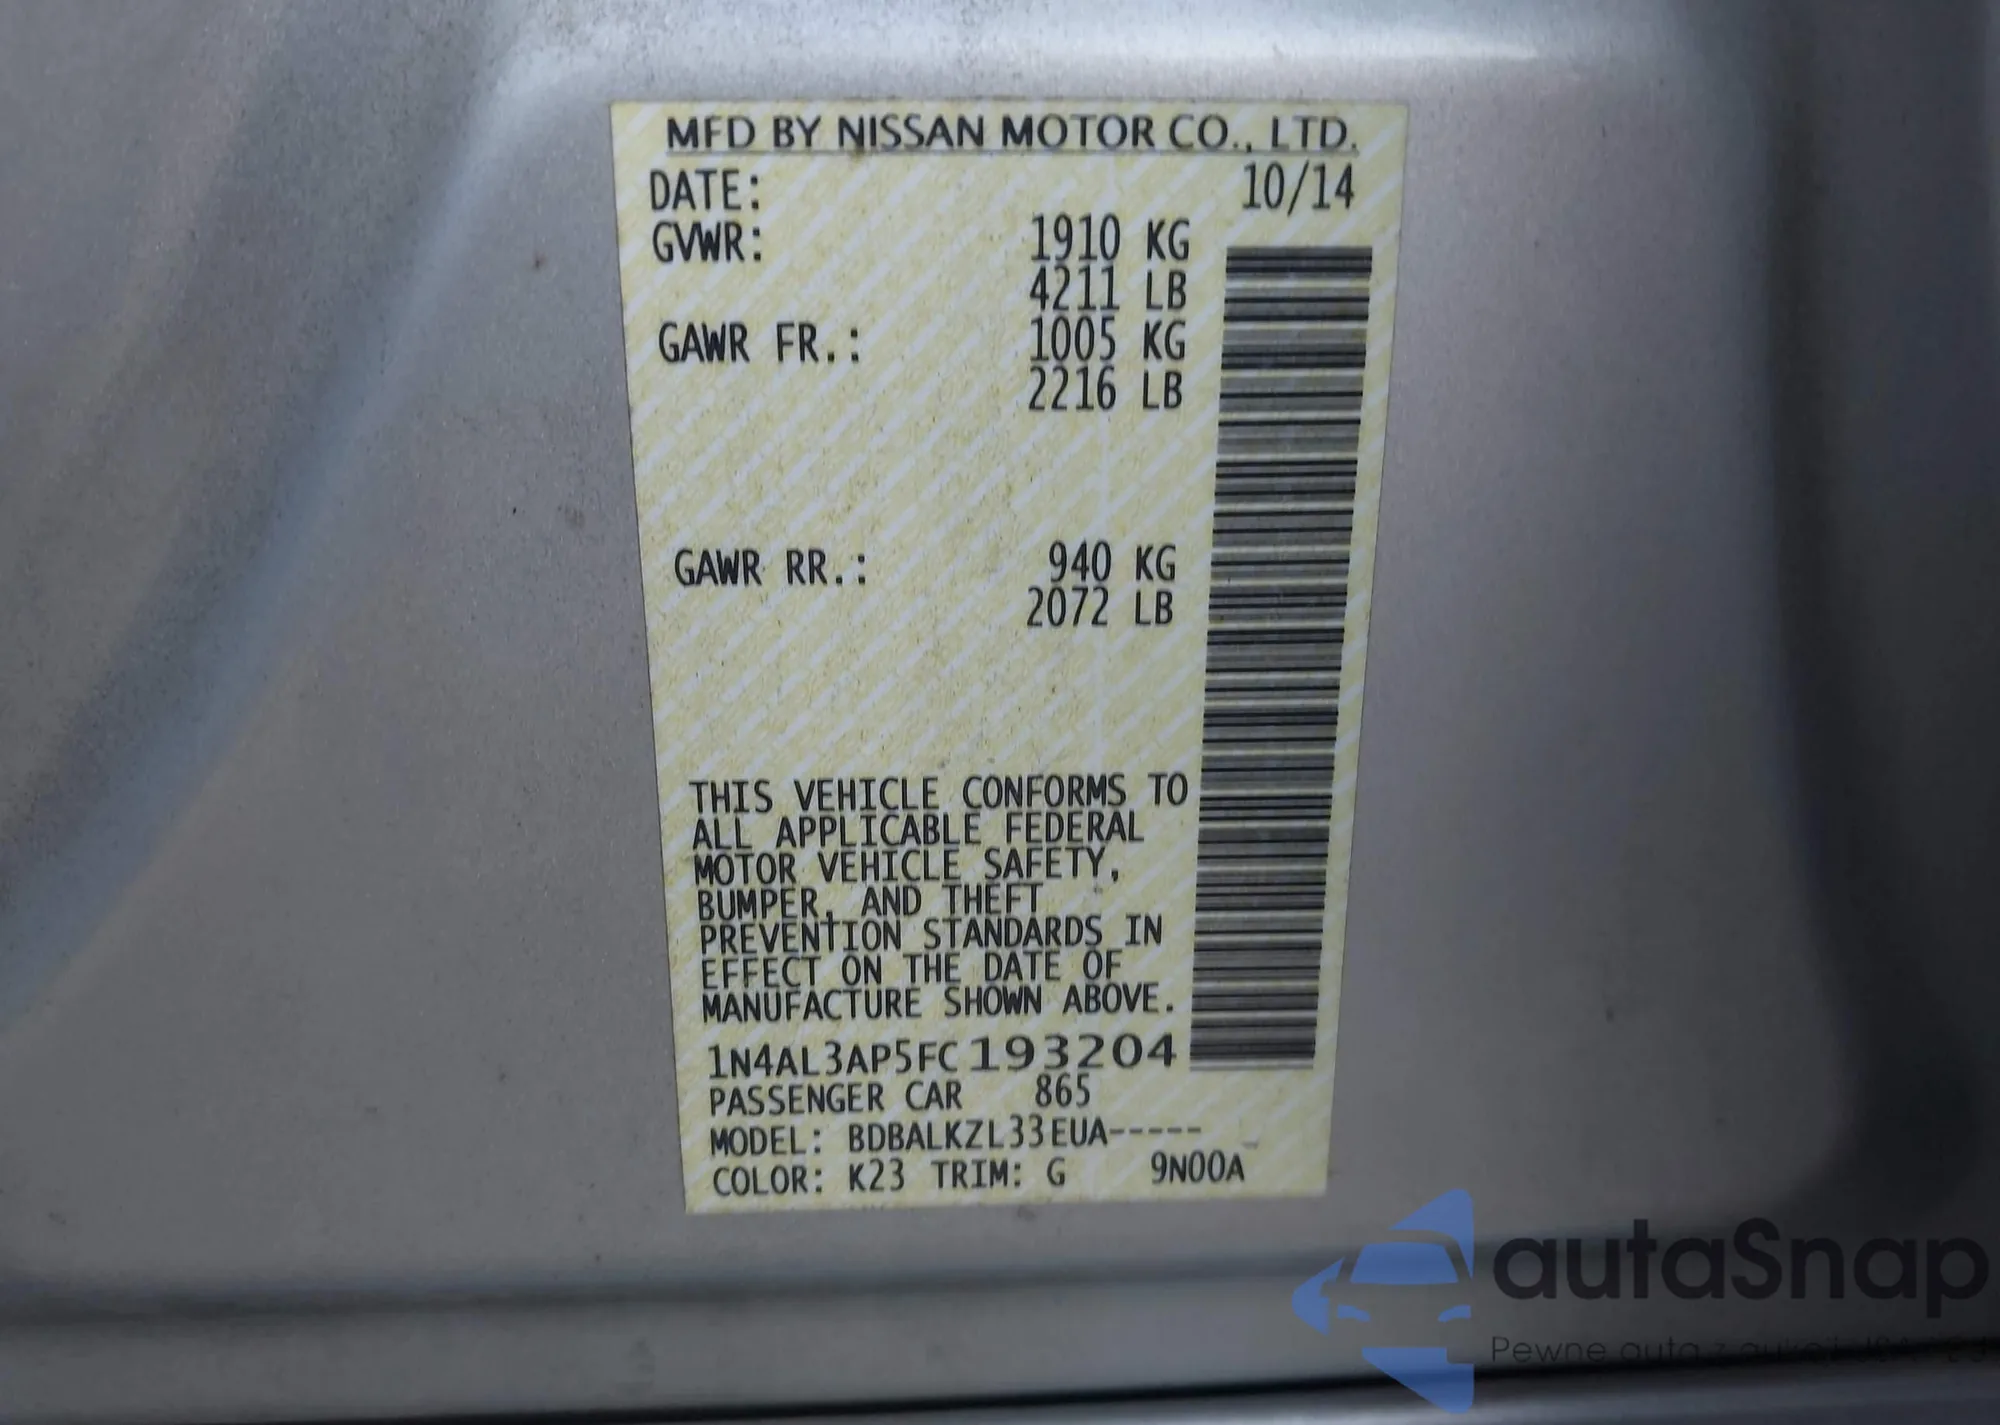 MFD BY NISSAN MOTOR CO., LTD.
DATE: 10/14
GVWR: 1910 KG
4211 LB
GAWR FR.: 1005 KG
2216 LB
GAWR RR.: 940 KG
2072 LB
THIS VEHICLE CONFORMS TO
ALL APPLICABLE FEDERAL
MOTOR VEHICLE SAFETY,
BUMPER, AND THEFT
PREVENTION STANDARDS IN
EFFECT ON THE DATE OF
MANUFACTURE SHOWN ABOVE.
1N4AL3AP5FC193204
PASSENGER CAR 865
MODEL: BDBALKZL33EUA-----
COLOR: K23 TRIM: G 9N00A
autaSnap
Pewne auta z aukcji